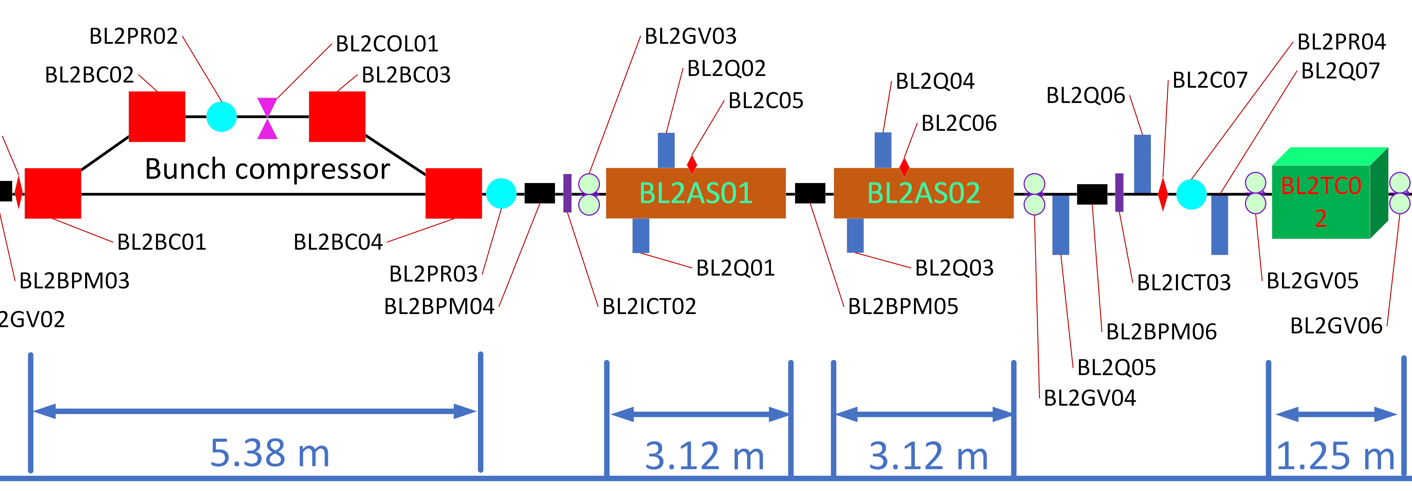 BL2PR02
BL2COL01
BL2BC02
BL2BC03
Bunch compressor
BL2BC01
BL2BC04
BL2BPM03
2GV02
BL2PR03
BL2BPM04
BL2GV03
BL2Q02
BL2C05
BL2AS01
BL2Q01
BL2ICT02
BL2Q04
BL2C06
BL2AS02
BL2Q03
BL2BPM05
BL2Q06
BL2C07
BL2PR04
BL2Q07
BL2TC0
2
BL2ICT03
BL2GV05
BL2GV06
BL2BPM06
BL2Q05
BL2GV04
5.38 m
3.12 m
3.12 m
1.25 m